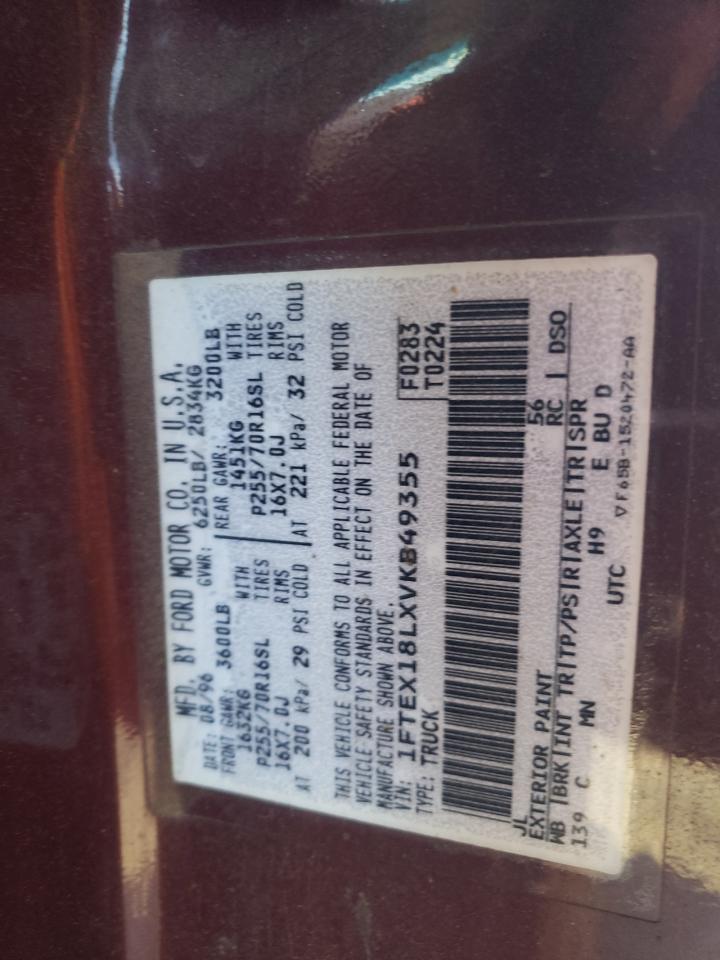 MFD. BY FORD MOTOR CO. IN U.S.A.
DATE: 08/96 GVWR: 6250LB/ 2834KG
FRONT GAWR: 3600LB REAR GAWR: 3200LB
1632KG WITH 1451KG WITH
P255/70R16SL TIRES P255/70R16SL TIRES
16X7.0J RIMS 16X7.0J RIMS
AT 200 kPa/ 29 PSI COLD AT 221 kPa/ 32 PSI COLD
THIS VEHICLE CONFORMS TO ALL APPLICABLE FEDERAL MOTOR
VEHICLE SAFETY STANDARDS IN EFFECT ON THE DATE OF
MANUFACTURE SHOWN ABOVE.
VIN: 1FTEX18LXVKB49355 F0283
TYPE: TRUCK T0224
JL 56
EXTERIOR PAINT RC DSO
WB BRK INT TR TP/PS R AXLE TR SPR
139 C MN H9 E BU D
UTC ▽F65B-1520472-AA